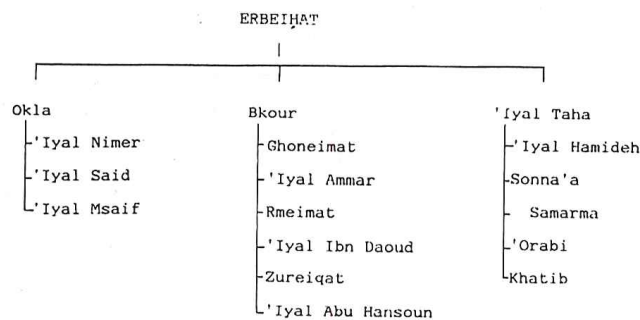 ERBEIḤAT
Okla
'Iyal Nimer
'Iyal Said
'Iyal Msaif
Bkour
Ghoneimat
'Iyal Ammar
Rmeimat
'Iyal Ibn Daoud
Zureiqat
'Iyal Abu Hansoun
'Iyal Taha
'Iyal Hamideh
Sonna'a
Samarma
'Orabi
Khatib